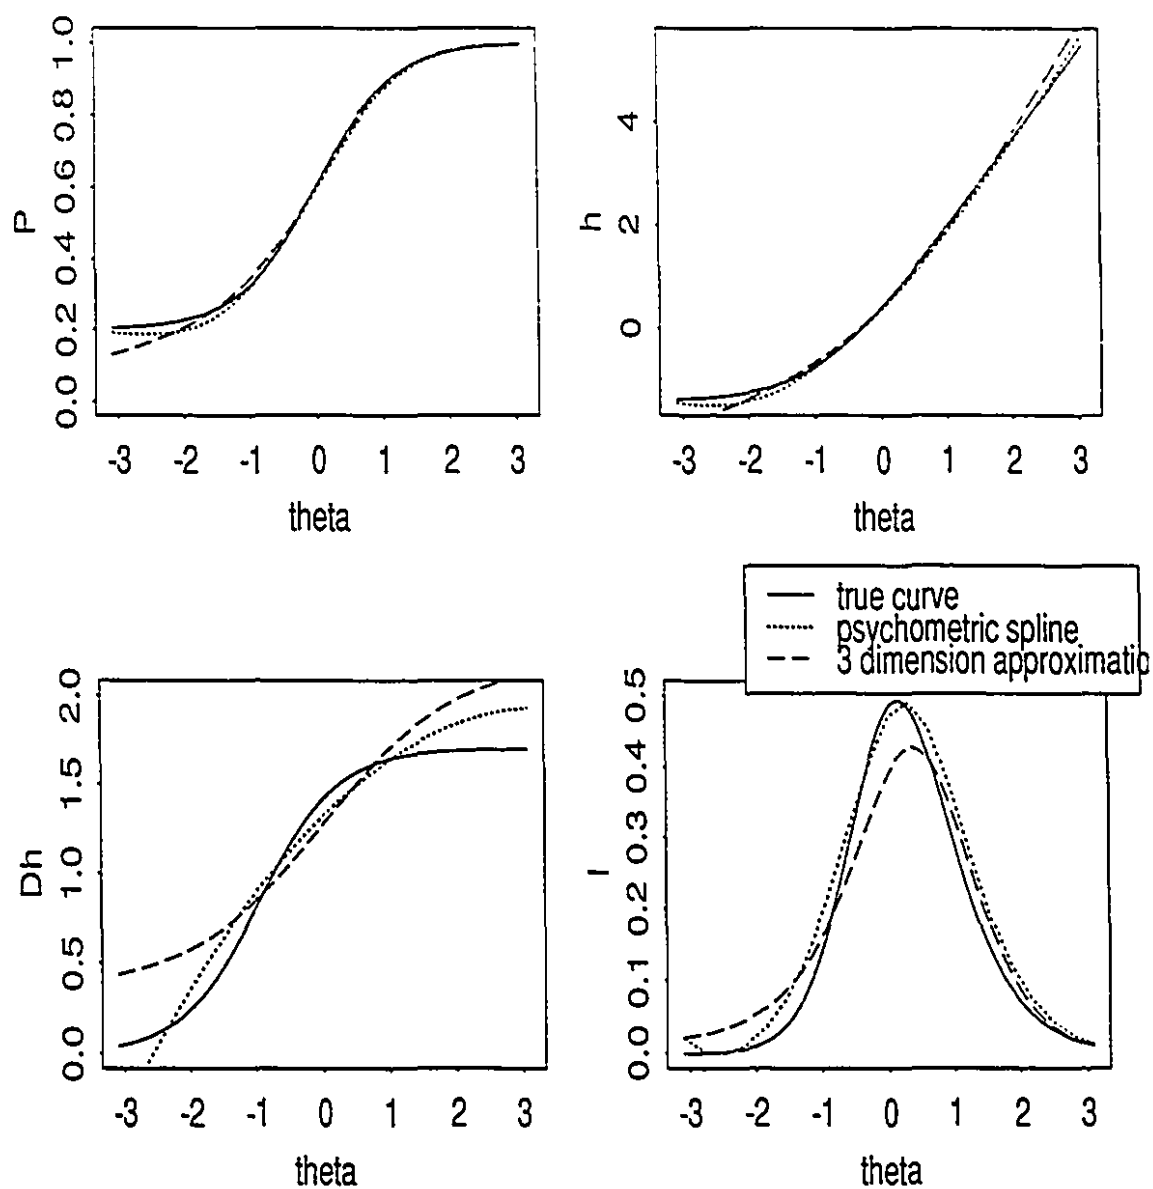 P
0.0 0.2 0.4 0.6 0.8 1.0
-3 -2 -1 0 1 2 3
theta
h
0 2 4
-3 -2 -1 0 1 2 3
theta
true curve
psychometric spline
3 dimension approximatio
Dh
0.0 0.5 1.0 1.5 2.0
-3 -2 -1 0 1 2 3
theta
I
0.0 0.1 0.2 0.3 0.4 0.5
-3 -2 -1 0 1 2 3
theta